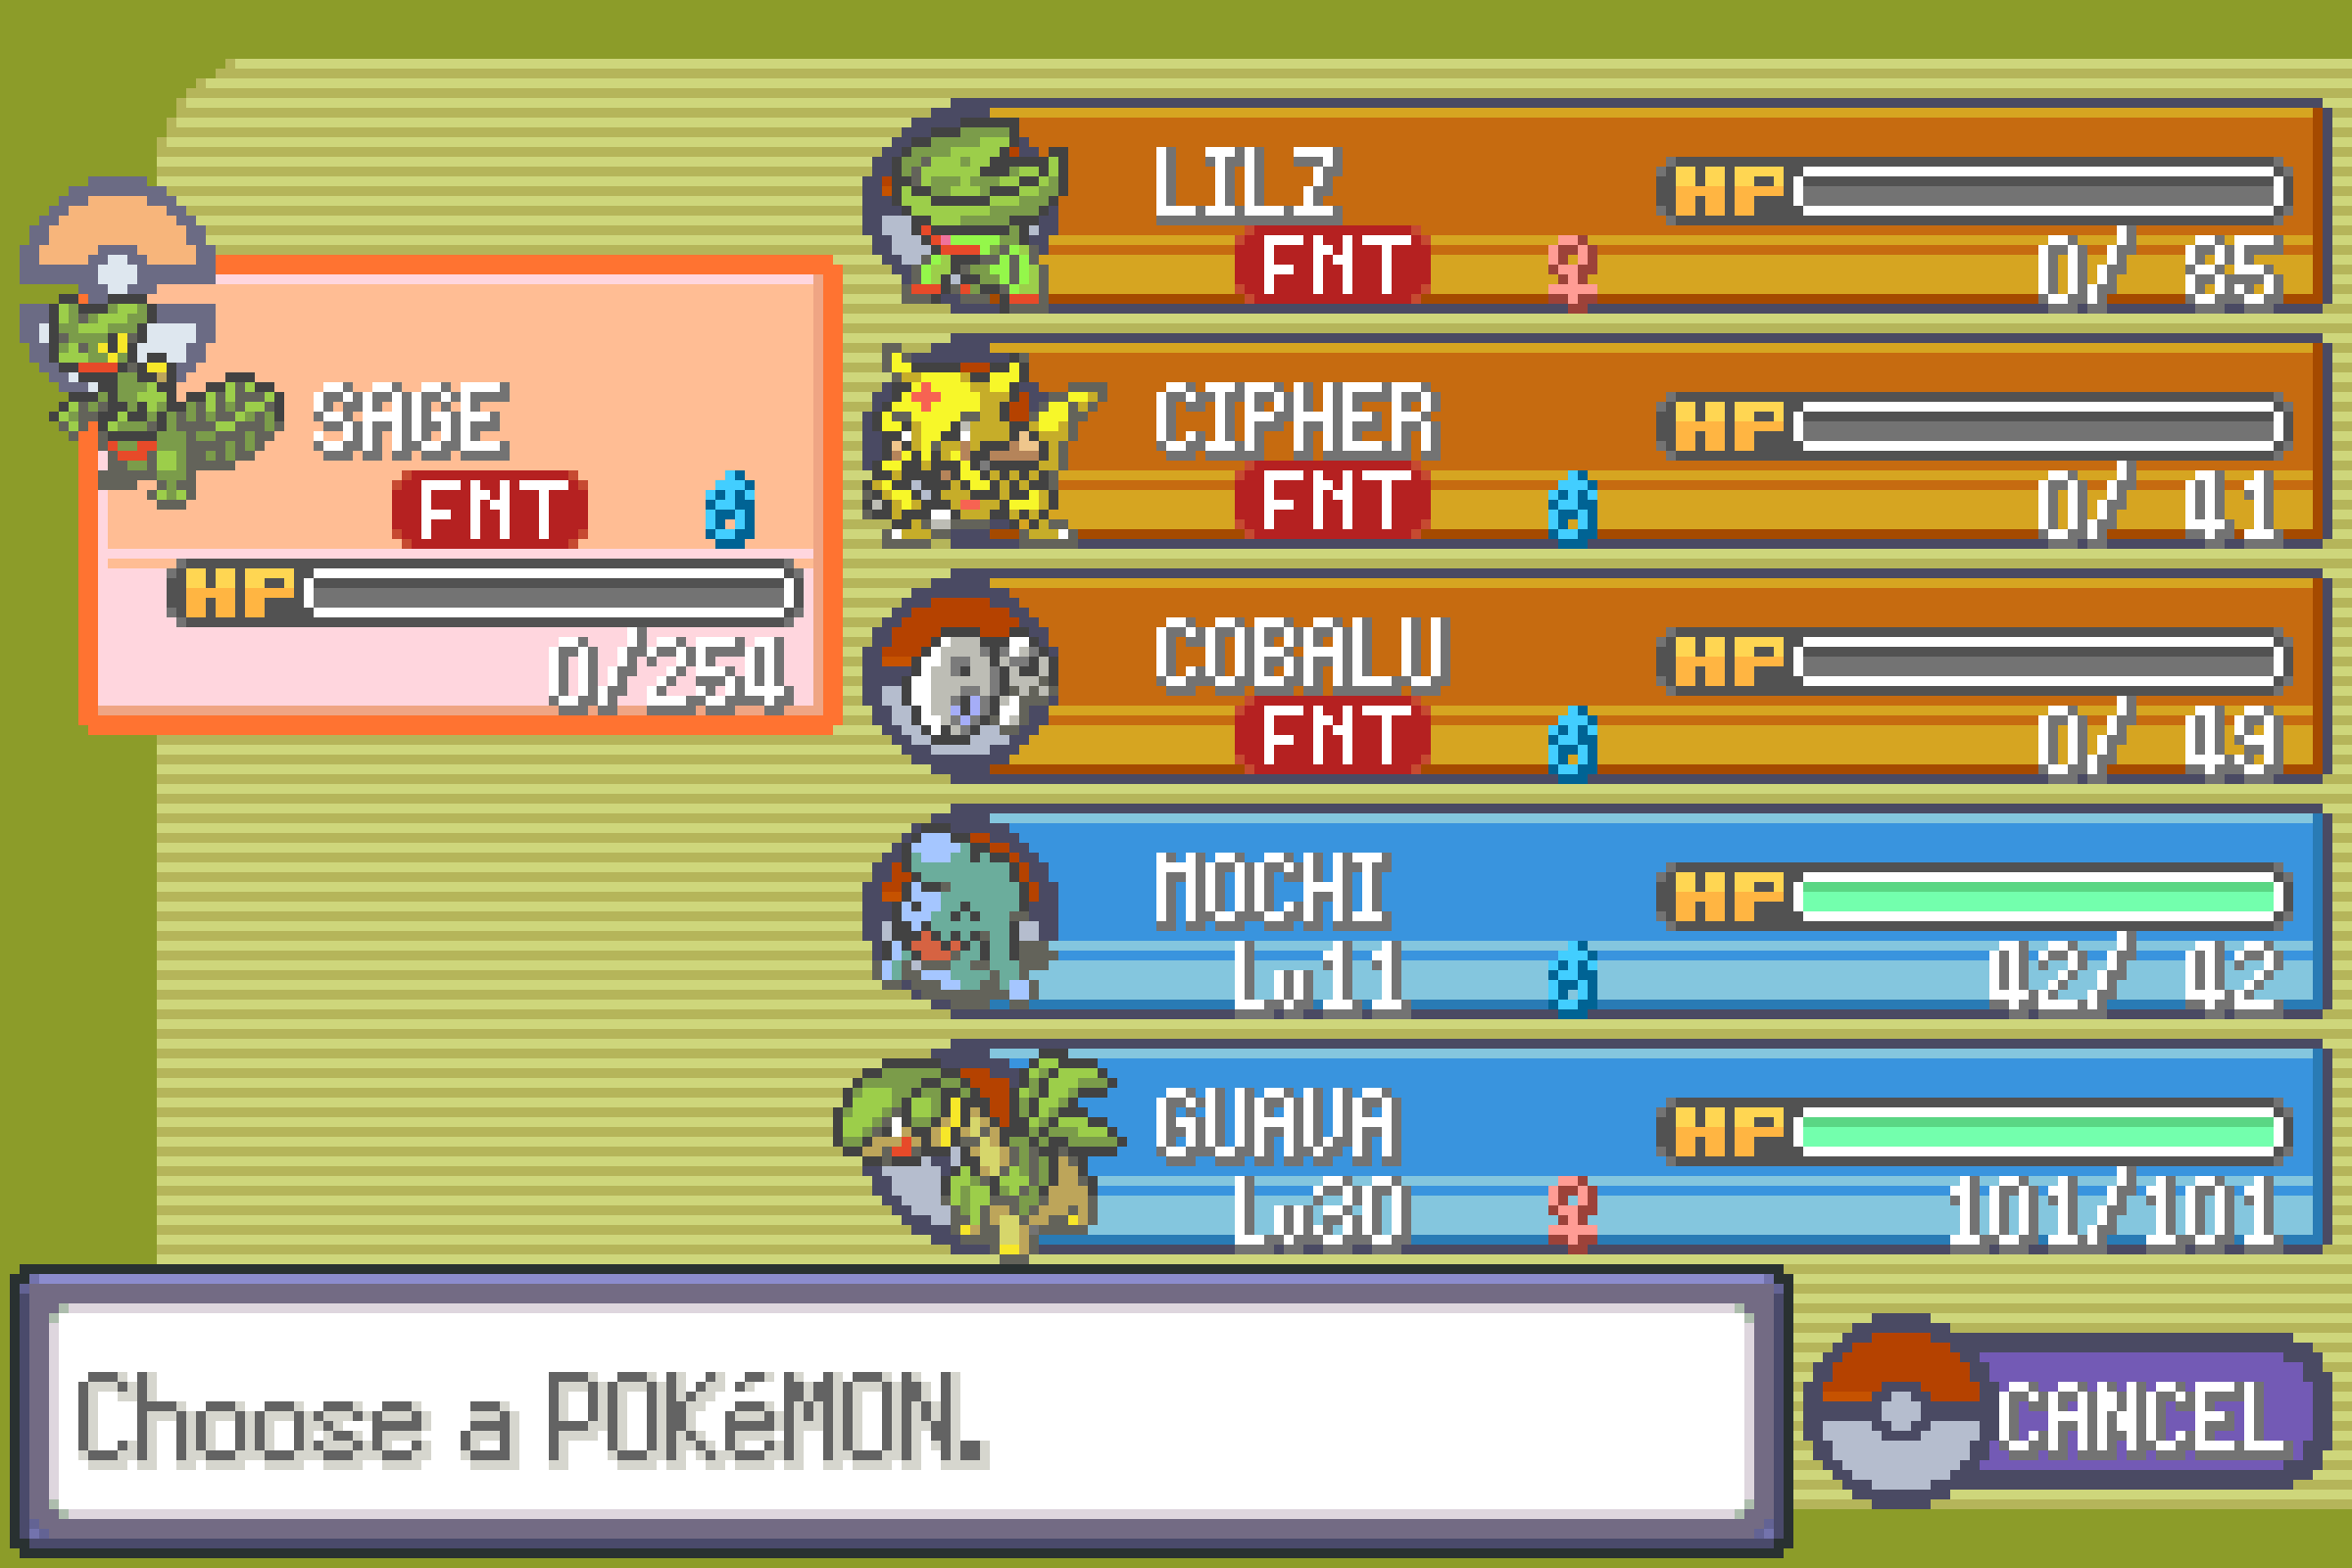 SAGE
FNT ♂
HP
0/254
LILZ
HP
FNT ♀
0/ 85
CIPHER
HP
FNT ♂
0/ 41
COBALU
HP
FNT ♂
0/ 49
MOCHI
HP
Lv11 ♂
42/ 42
GUAVA
HP
Lv30 ♀
101/101
Choose a POKéMON.
CANCEL